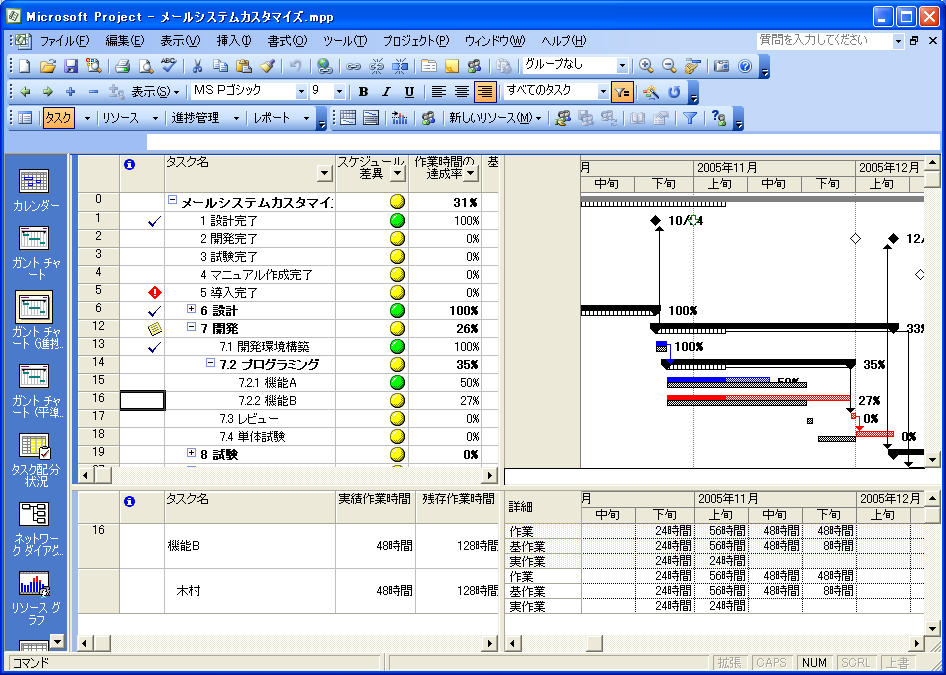 Microsoft Project - メールシステムカスタマイズ.mpp
ファイル(F) 編集(E) 表示(V) 挿入(I) 書式(O) ツール(T) プロジェクト(P) ウィンドウ(W) ヘルプ(H) 質問を入力してください
グループなし
表示(S) MS Pゴシック 9 B I U すべてのタスク
タスク リソース 進捗管理 レポート 新しいリソース(M)
カレンダー
ガント チャート
ガント チャート (進捗...
ガント チャート (平準...
タスク配分状況
ネットワーク ダイアグ...
リソース グラフ
タスク名 スケジュール差異 作業時間の達成率 基
0 メールシステムカスタマイズ 31%
1 1 設計完了 100%
2 2 開発完了 0%
3 3 試験完了 0%
4 4 マニュアル作成完了 0%
5 5 導入完了 0%
6 6 設計 100%
12 7 開発 26%
13 7.1 開発環境構築 100%
14 7.2 プログラミング 35%
15 7.2.1 機能A 50%
16 7.2.2 機能B 27%
17 7.3 レビュー 0%
18 7.4 単体試験 0%
19 8 試験 0%
月 2005年11月 2005年12月
中旬 下旬 上旬 中旬 下旬 上旬
12/
100%
33%
100%
35%
50%
27%
0%
0%
タスク名 実績作業時間 残存作業時間
16 機能B 48時間 128時間
木村 48時間 128時間
詳細 月 2005年11月 2005年12月
中旬 下旬 上旬 中旬 下旬 上旬
作業 24時間 56時間 48時間 48時間
基作業 24時間 56時間 48時間 8時間
実作業 24時間 24時間
作業 24時間 56時間 48時間 48時間
基作業 24時間 56時間 48時間 8時間
実作業 24時間 24時間
コマンド 拡張 CAPS NUM SCRL 上書